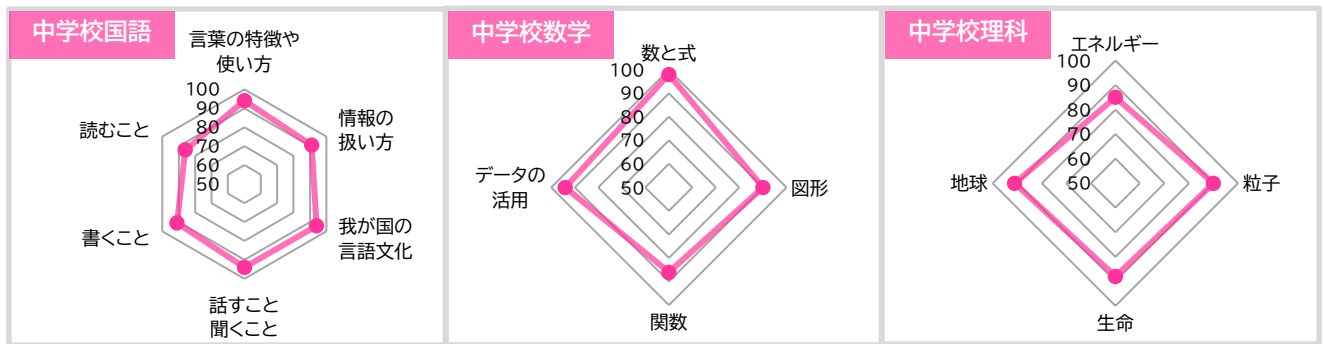 中学校国語
言葉の特徴や
使い方
情報の
扱い方
我が国の
言語文化
話すこと
聞くこと
書くこと
読むこと
100
90
80
70
60
50
中学校数学
数と式
図形
関数
データの
活用
100
90
80
70
60
50
中学校理科
エネルギー
粒子
生命
地球
100
90
80
70
60
50